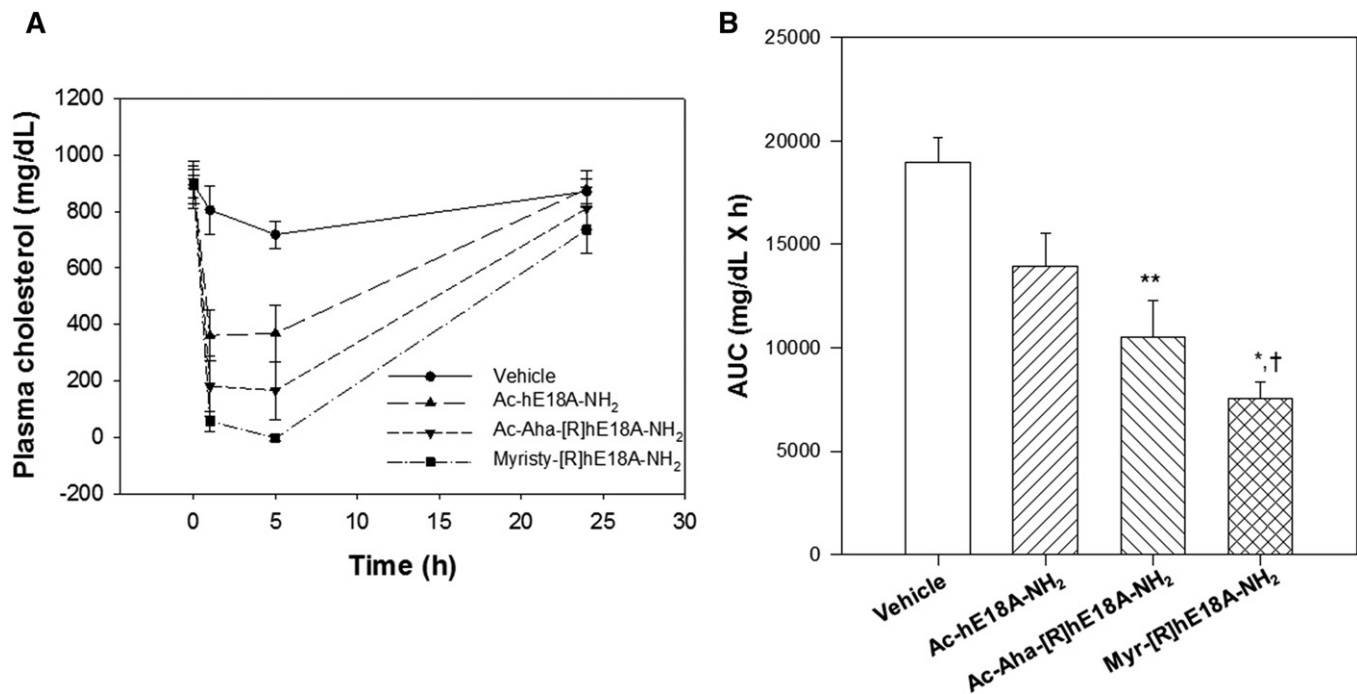 A
Plasma cholesterol (mg/dL)
1200
1000
800
600
400
200
0
-200
Vehicle
Ac-hE18A-NH₂
Ac-Aha-[R]hE18A-NH₂
Myristy-[R]hE18A-NH₂
0 5 10 15 20 25 30
Time (h)
B
AUC (mg/dL X h)
25000
20000
15000
10000
5000
0
**
*,†
Vehicle
Ac-hE18A-NH₂
Ac-Aha-[R]hE18A-NH₂
Myr-[R]hE18A-NH₂